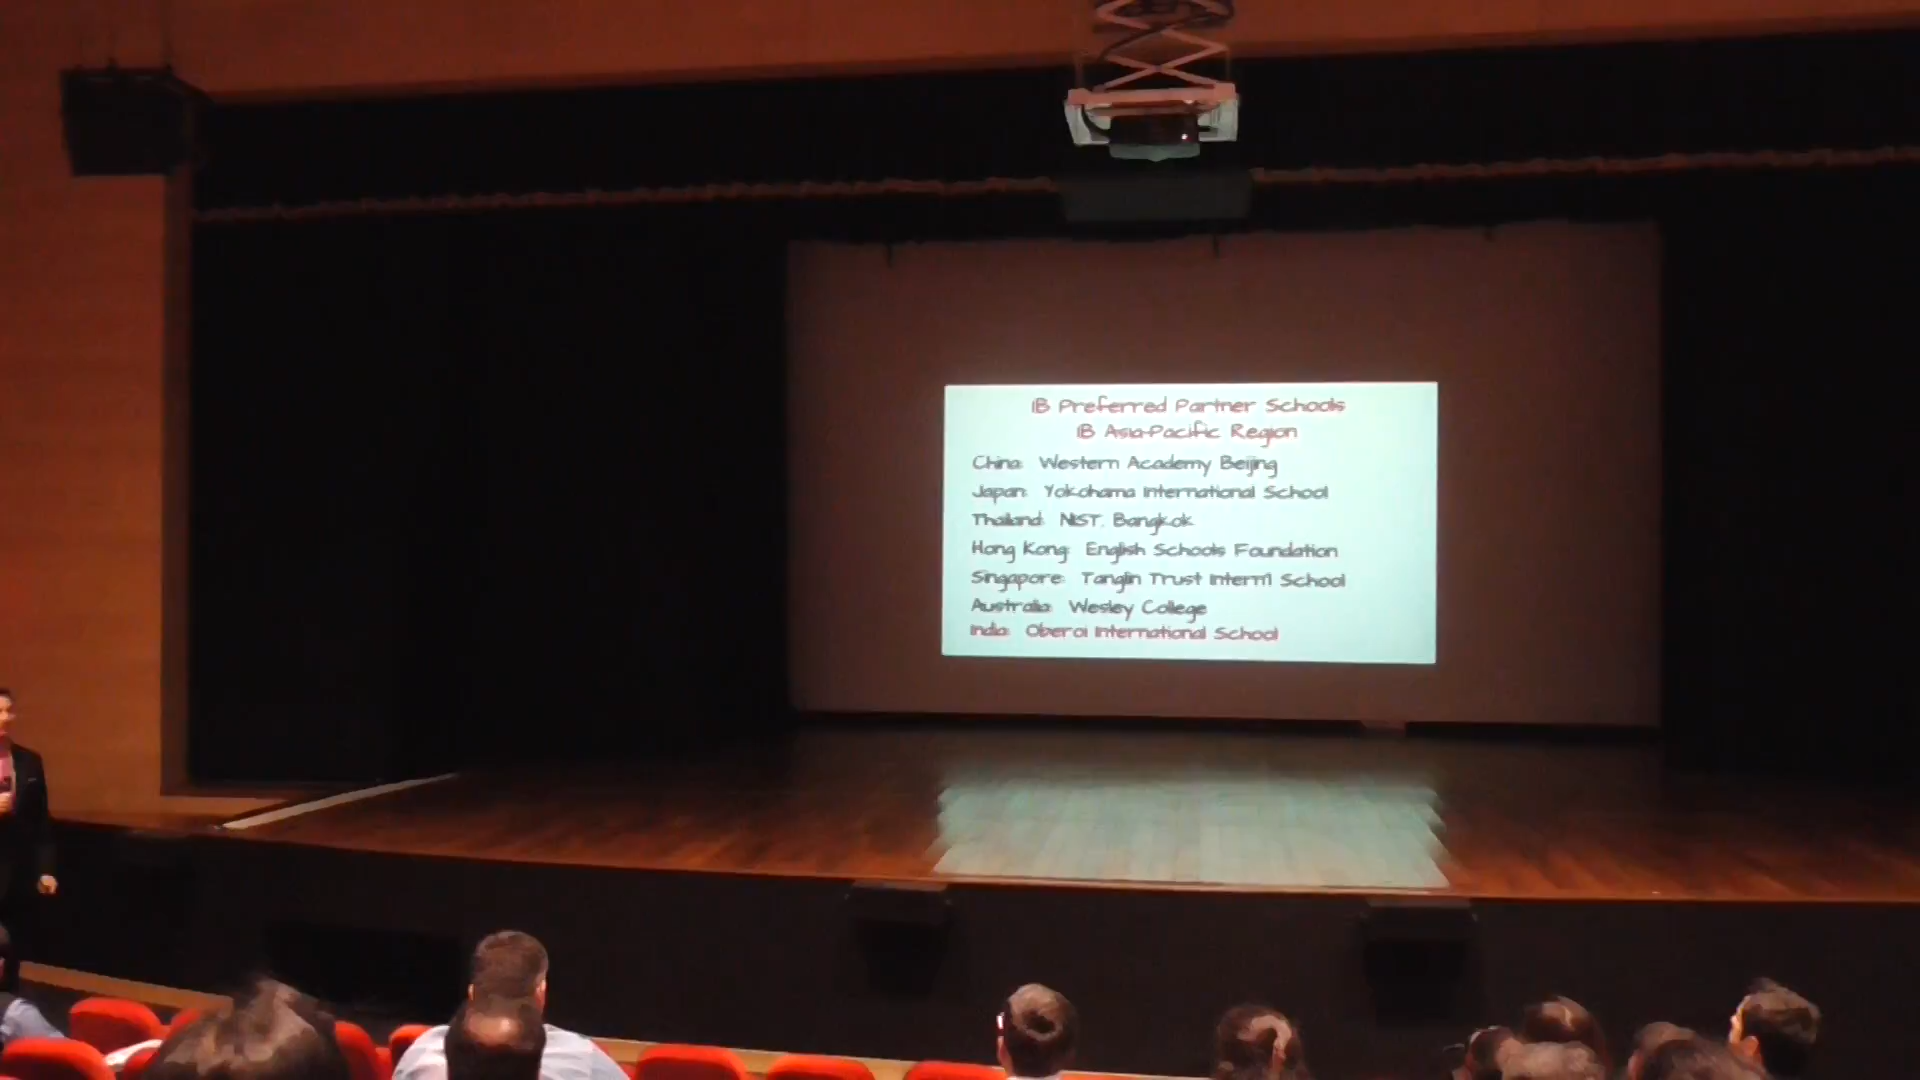 IB Preferred Partner Schools
IB Asia-Pacific Region
China: Western Academy Beijing
Japan: Yokohama International School
Thailand: NIST, Bangkok
Hong Kong: English Schools Foundation
Singapore: Tanglin Trust Intern'l School
Australia: Wesley College
India: Oberoi International School